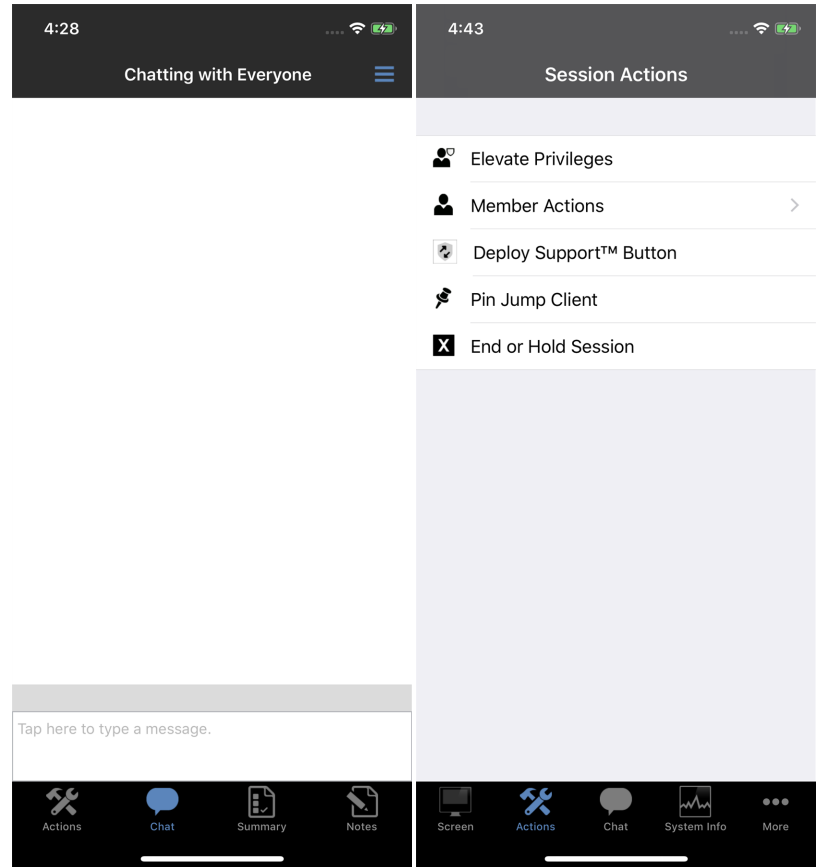 4:28
Chatting with Everyone
Tap here to type a message.
Actions
Chat
Summary
Notes
4:43
Session Actions
Elevate Privileges
Member Actions
Deploy Support™ Button
Pin Jump Client
X
End or Hold Session
Screen
Actions
Chat
System Info
More